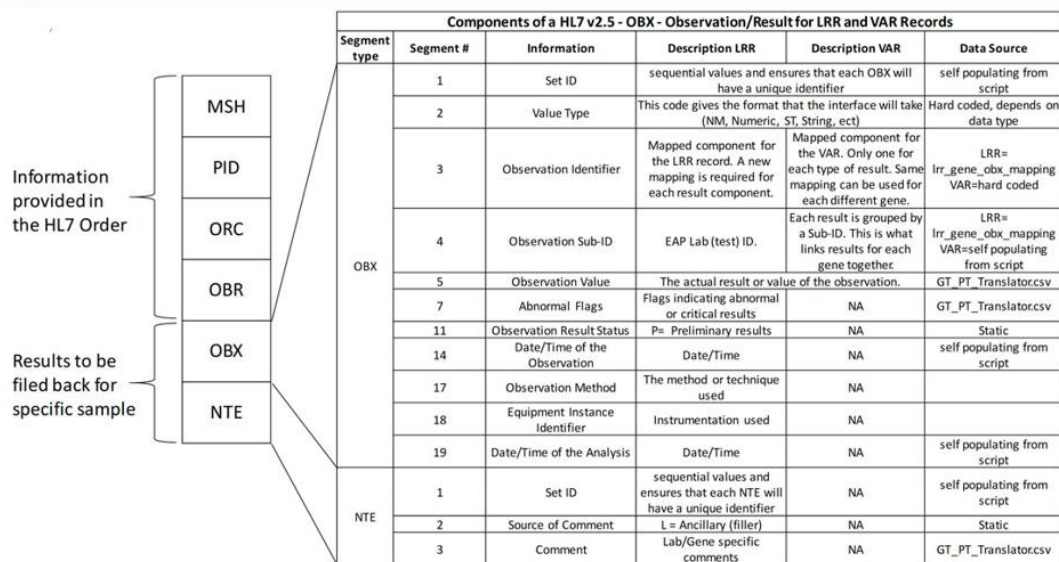 Components of a HL7 v2.5 - OBX - Observation/Result for LRR and VAR Records
Segment type Segment # Information Description LRR Description VAR Data Source
MSH
PID
ORC
OBR
OBX
NTE
Information
provided in
the HL7 Order
Results to be
filed back for
specific sample
OBX
1 Set ID sequential values and ensures that each OBX will have a unique identifier self populating from script
2 Value Type This code gives the format that the interface will take (NM, Numeric, ST, String, ect) Hard coded, depends on data type
3 Observation Identifier Mapped component for the LRR record. A new mapping is required for each result component. Mapped component for the VAR. Only one for each type of result. Same mapping can be used for each different gene. LRR= lrr_gene_obx_mapping VAR=hard coded
4 Observation Sub-ID EAP Lab (test) ID. Each result is grouped by a Sub-ID. This is what links results for each gene together. LRR= lrr_gene_obx_mapping VAR=self populating from script
5 Observation Value The actual result or value of the observation. GT_PT_Translator.csv
7 Abnormal Flags Flags indicating abnormal or critical results NA GT_PT_Translator.csv
11 Observation Result Status P= Preliminary results NA Static
14 Date/Time of the Observation Date/Time NA self populating from script
17 Observation Method The method or technique used NA
18 Equipment Instance Identifier Instrumentation used NA
19 Date/Time of the Analysis Date/Time NA self populating from script
NTE
1 Set ID sequential values and ensures that each NTE will have a unique identifier NA self populating from script
2 Source of Comment L = Ancillary (filler) NA Static
3 Comment Lab/Gene specific comments NA GT_PT_Translator.csv